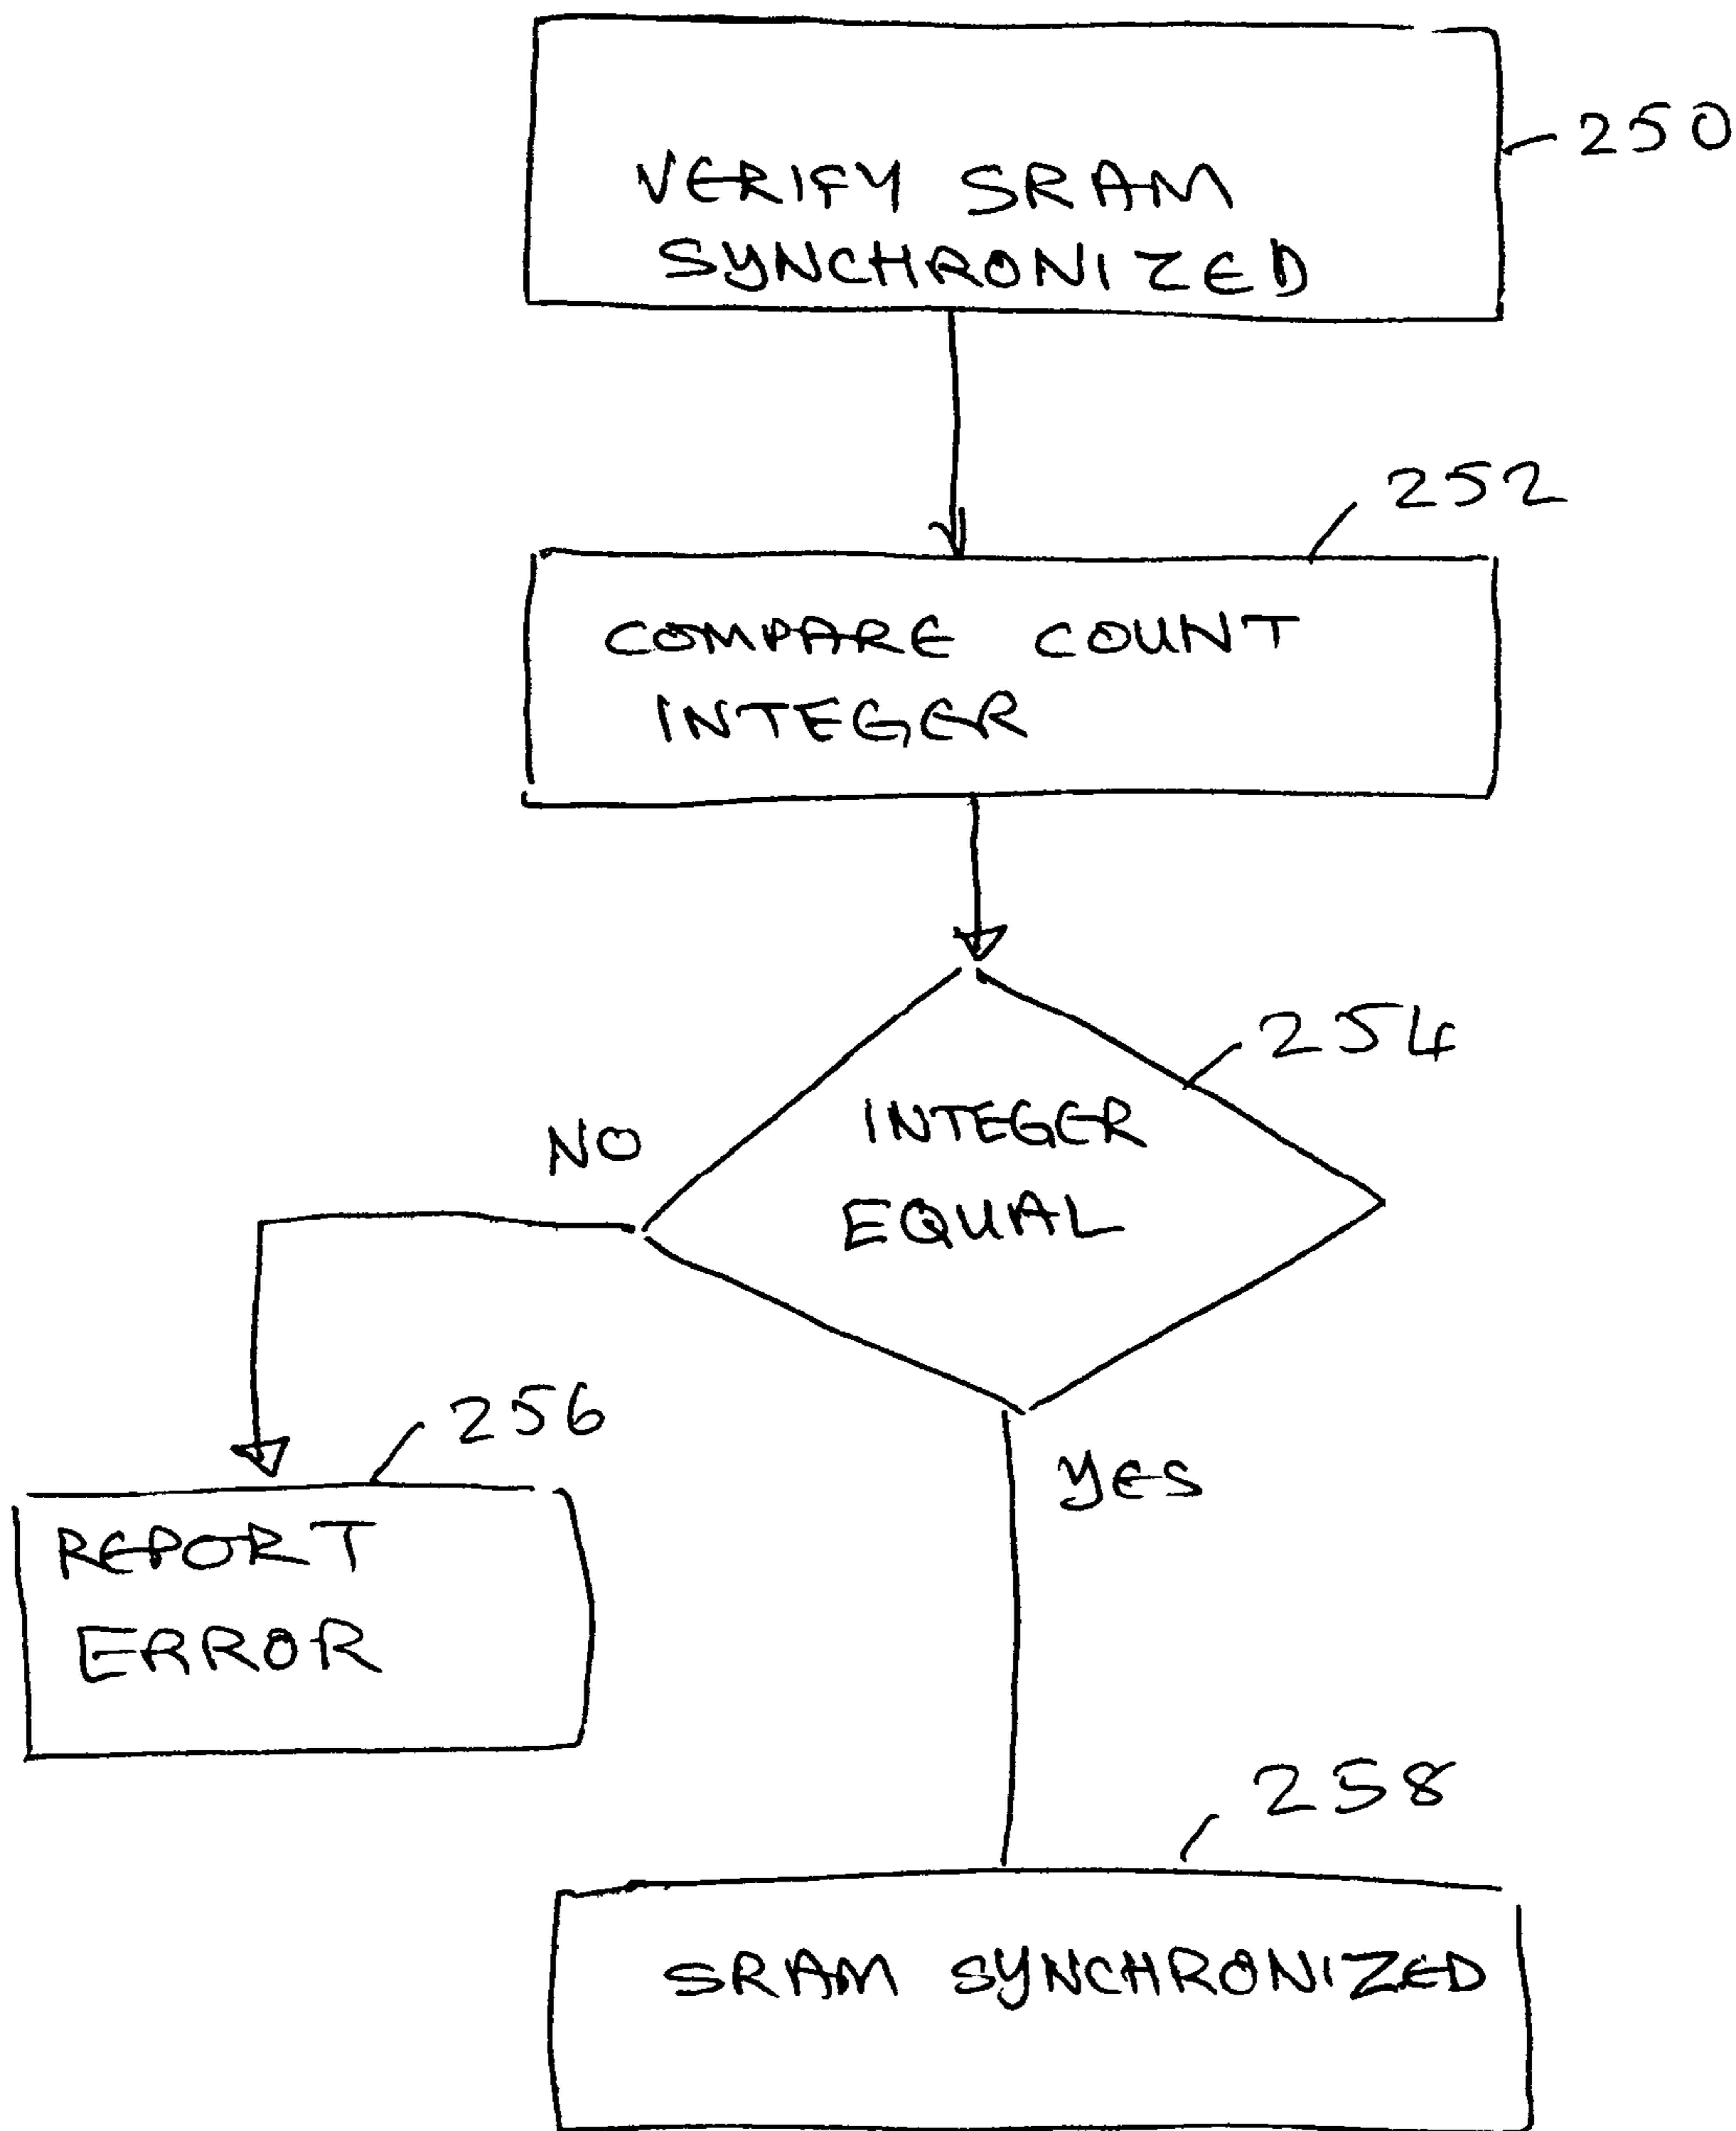 250
VERIFY SRAM
SYNCHRONIZED
252
COMPARE COUNT
INTEGER
254
INTEGER
EQUAL
NO
256
YES
REPORT
ERROR
258
SRAM SYNCHRONIZED